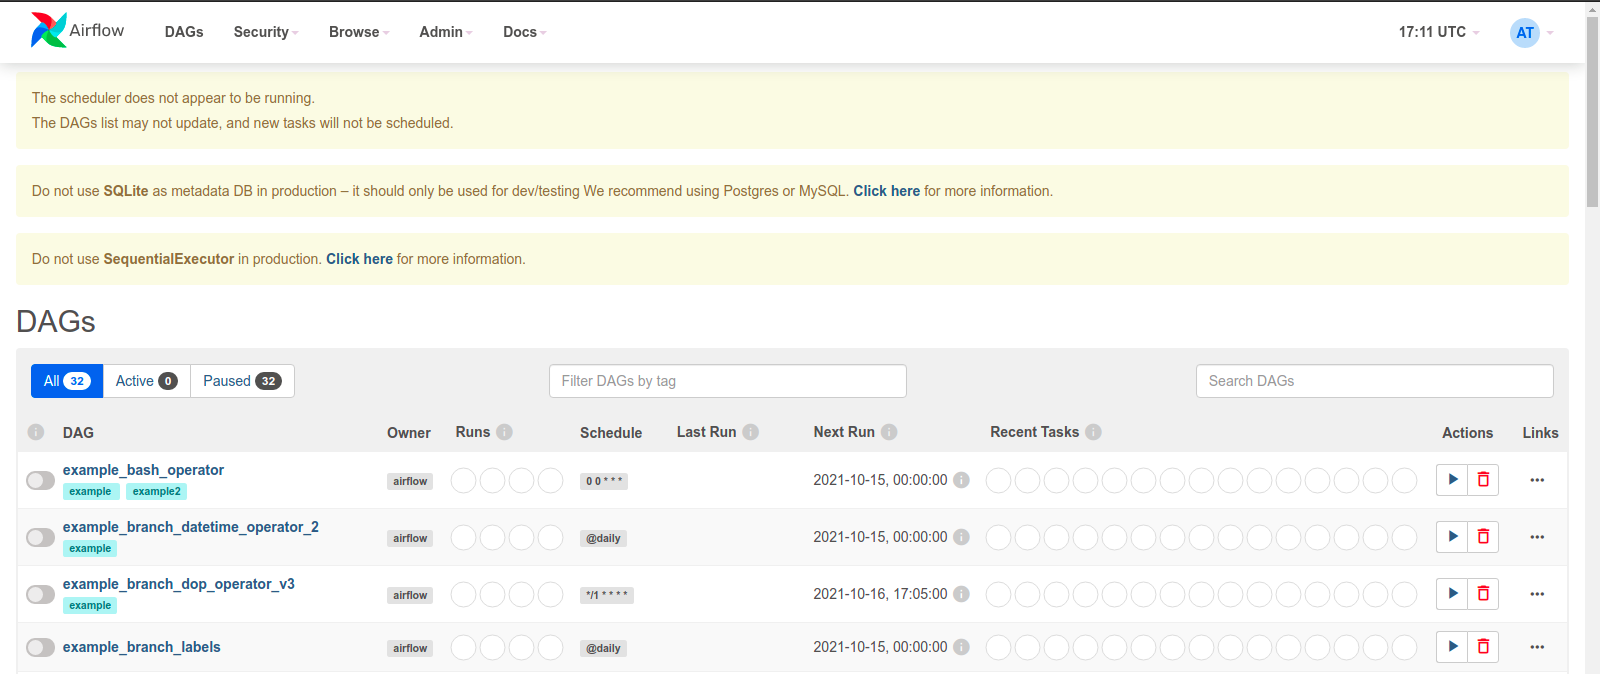 Airflow DAGs Security Browse Admin Docs 17:11 UTC AT
The scheduler does not appear to be running.
The DAGs list may not update, and new tasks will not be scheduled.
Do not use SQLite as metadata DB in production – it should only be used for dev/testing We recommend using Postgres or MySQL. Click here for more information.
Do not use SequentialExecutor in production. Click here for more information.
DAGs
All 32 Active 0 Paused 32 Filter DAGs by tag Search DAGs
i DAG Owner Runs i Schedule Last Run i Next Run i Recent Tasks i Actions Links
example_bash_operator
example example2 airflow 0 0 * * * 2021-10-15, 00:00:00 i
example_branch_datetime_operator_2
example airflow @daily 2021-10-15, 00:00:00 i
example_branch_dop_operator_v3
example airflow */1 * * * * 2021-10-16, 17:05:00 i
example_branch_labels airflow @daily 2021-10-15, 00:00:00 i